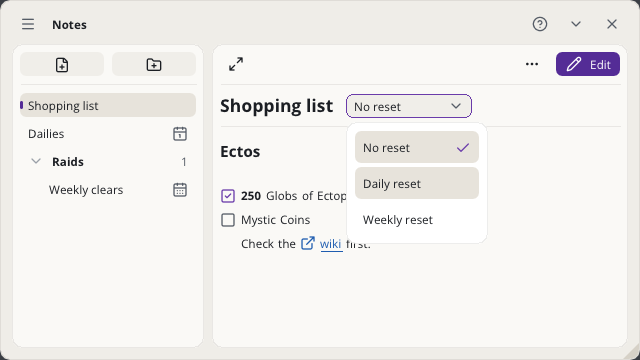 Notes
Edit
Shopping list
Dailies
Raids 1
Weekly clears
Shopping list No reset
No reset
Daily reset
Weekly reset
Ectos
250 Globs of Ectop
Mystic Coins
Check the wiki first.